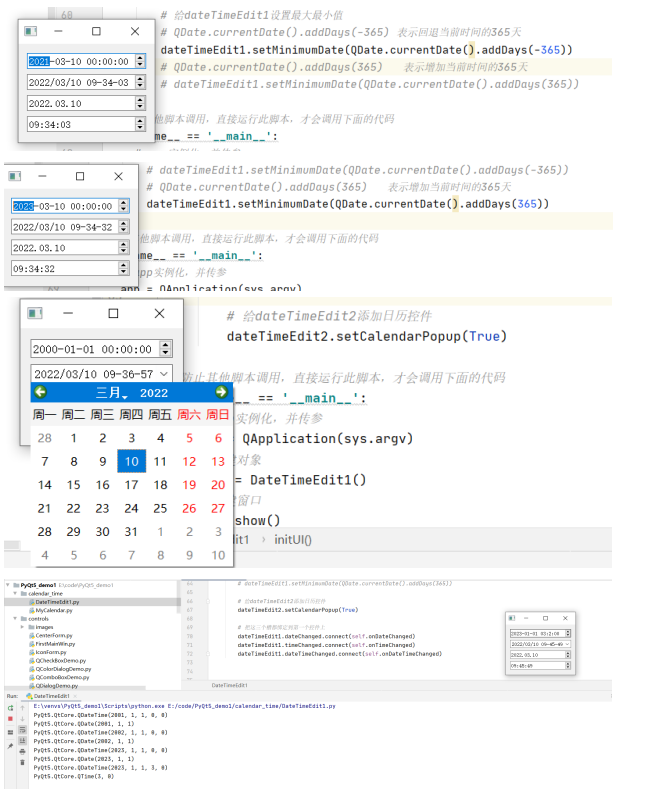 68
# 给dateTimeEdit1设置最大最小值
# QDate.currentDate().addDays(-365) 表示回退当前时间的365天
dateTimeEdit1.setMinimumDate(QDate.currentDate().addDays(-365))
# QDate.currentDate().addDays(365) 表示增加当前时间的365天
# dateTimeEdit1.setMinimumDate(QDate.currentDate().addDays(365))
他脚本调用，直接运行此脚本，才会调用下面的代码
me__ == '__main__':
2021-03-10 00:00:00
2022/03/10 09-34-03
2022.03.10
09:34:03
# dateTimeEdit1.setMinimumDate(QDate.currentDate().addDays(-365))
# QDate.currentDate().addDays(365) 表示增加当前时间的365天
dateTimeEdit1.setMinimumDate(QDate.currentDate().addDays(365))
他脚本调用，直接运行此脚本，才会调用下面的代码
me__ == '__main__':
pp实例化，并传参
app = QApplication(sys.argv)
2023-03-10 00:00:00
2022/03/10 09-34-32
2022.03.10
09:34:32
# 给dateTimeEdit2添加日历控件
dateTimeEdit2.setCalendarPopup(True)
防止其他脚本调用，直接运行此脚本，才会调用下面的代码
__ == '__main__':
实例化，并传参
= QApplication(sys.argv)
建对象
= DateTimeEdit1()
窗口
show()
it1 › initUI()
2000-01-01 00:00:00
2022/03/10 09-36-57
三月, 2022
周一 周二 周三 周四 周五 周六 周日
28 1 2 3 4 5 6
7 8 9 10 11 12 13
14 15 16 17 18 19 20
21 22 23 24 25 26 27
28 29 30 31 1 2 3
4 5 6 7 8 9 10
PyQt5_demo1 E:\code\PyQt5_demo1
calendar_time
DateTimeEdit1.py
MyCalendar.py
controls
images
CenterForm.py
FirstMainWin.py
IconForm.py
QCheckBoxDemo.py
QColorDialogDemo.py
QComboBoxDemo.py
QDialogDemo.py
64 # dateTimeEdit1.setMinimumDate(QDate.currentDate().addDays(365))
65
66 # 给dateTimeEdit2添加日历控件
67 dateTimeEdit2.setCalendarPopup(True)
68
69
70 dateTimeEdit1.dateChanged.connect(self.onDateChanged)
71 dateTimeEdit1.timeChanged.connect(self.onTimeChanged)
72 dateTimeEdit1.dateTimeChanged.connect(self.onDateTimeChanged)
73
74
75
DateTimeEdit1
2023-01-01 03:2:00
2022/03/10 09-45-49
2022.03.10
09:45:49
Run: DateTimeEdit1
E:\venvs\PyQt5_demo1\Scripts\python.exe E:/code/PyQt5_demo1/calendar_time/DateTimeEdit1.py
PyQt5.QtCore.QDateTime(2001, 1, 1, 0, 0)
PyQt5.QtCore.QDate(2001, 1, 1)
PyQt5.QtCore.QDateTime(2002, 1, 1, 0, 0)
PyQt5.QtCore.QDate(2002, 1, 1)
PyQt5.QtCore.QDateTime(2023, 1, 1, 0, 0)
PyQt5.QtCore.QDate(2023, 1, 1)
PyQt5.QtCore.QDateTime(2023, 1, 1, 3, 0)
PyQt5.QtCore.QTime(3, 0)